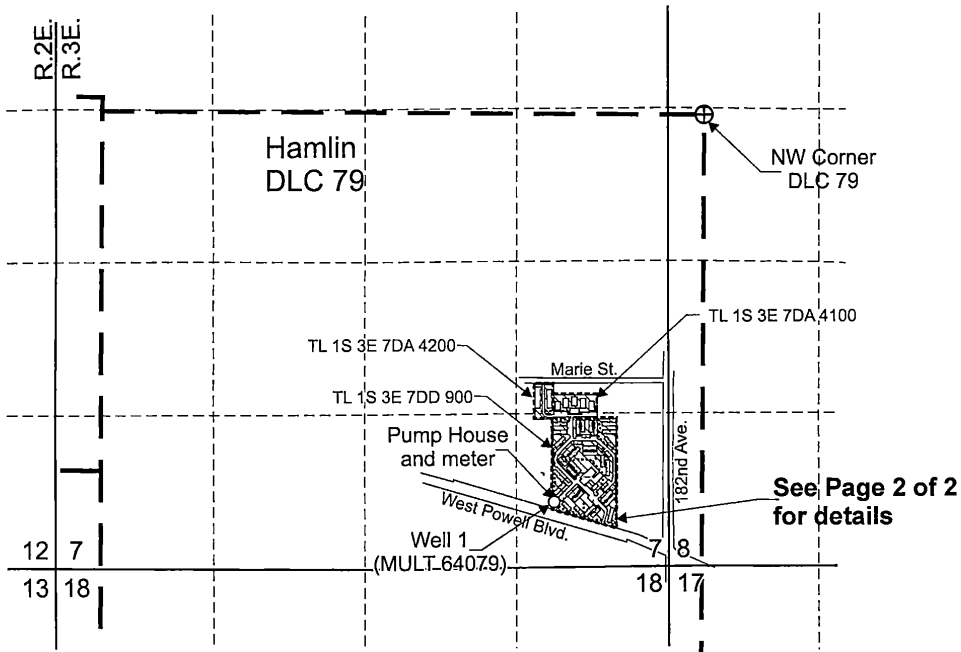 R.2E.
R.3E.
Hamlin
DLC 79
NW Corner
DLC 79
TL 1S 3E 7DA 4100
TL 1S 3E 7DA 4200
Marie St.
TL 1S 3E 7DD 900
Pump House
and meter
182nd Ave.
See Page 2 of 2
for details
West Powell Blvd.
Well 1
(MULT 64079)
12 7
7 8
13 18
18 17